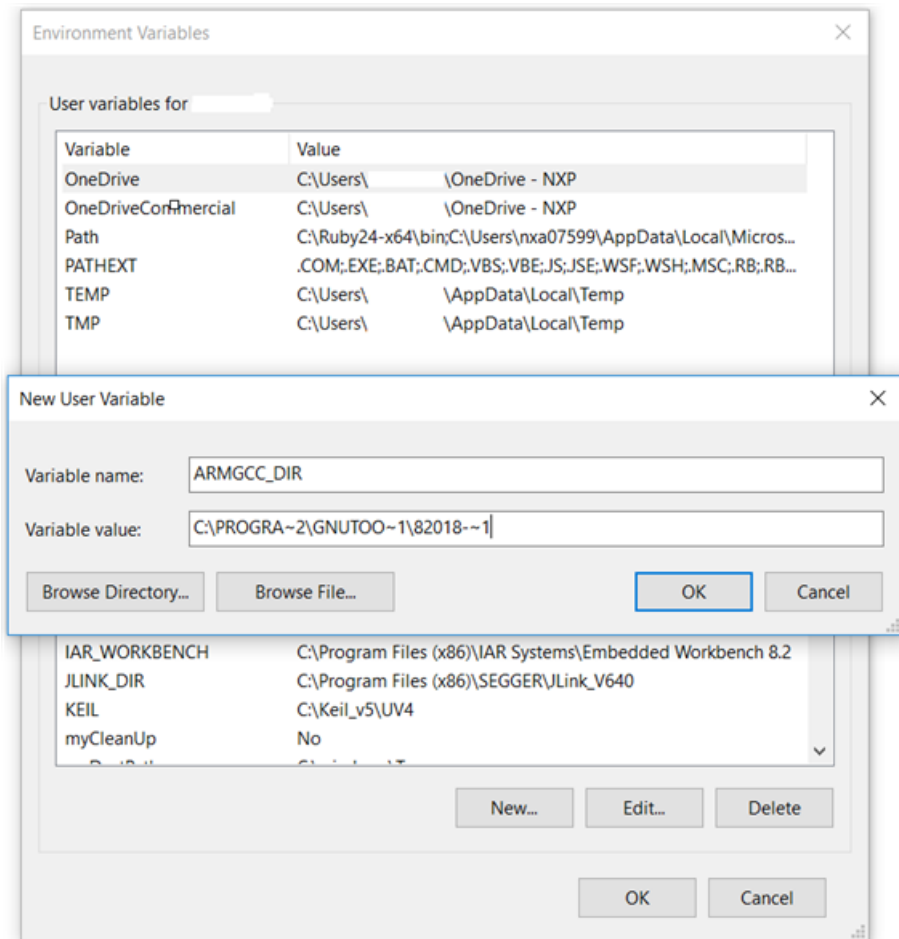 Environment Variables
User variables for
Variable Value
OneDrive C:\Users\ \OneDrive - NXP
OneDriveCommercial C:\Users\ \OneDrive - NXP
Path C:\Ruby24-x64\bin;C:\Users\nxa07599\AppData\Local\Micros...
PATHEXT .COM;.EXE;.BAT;.CMD;.VBS;.VBE;.JS;.JSE;.WSF;.WSH;.MSC;.RB;.RB...
TEMP C:\Users\ \AppData\Local\Temp
TMP C:\Users\ \AppData\Local\Temp
New User Variable
Variable name: ARMGCC_DIR
Variable value: C:\PROGRA~2\GNUTOO~1\82018-~1
Browse Directory... Browse File... OK Cancel
IAR_WORKBENCH C:\Program Files (x86)\IAR Systems\Embedded Workbench 8.2
JLINK_DIR C:\Program Files (x86)\SEGGER\JLink_V640
KEIL C:\Keil_v5\UV4
myCleanUp No
New... Edit... Delete
OK Cancel